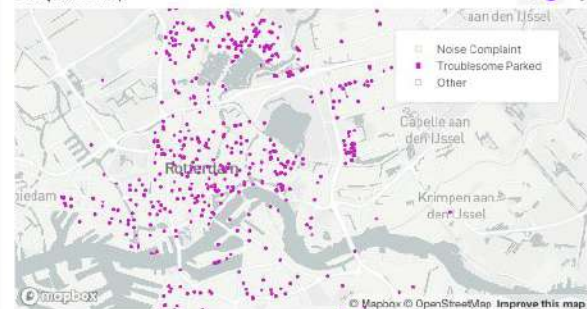 aan den IJssel
Noise Complaint
Troublesome Parked
Other
Capelle aan
den IJssel
Rotterdam
iedam
Krimpen aan
den IJssel
mapbox
© Mapbox © OpenStreetMap Improve this map